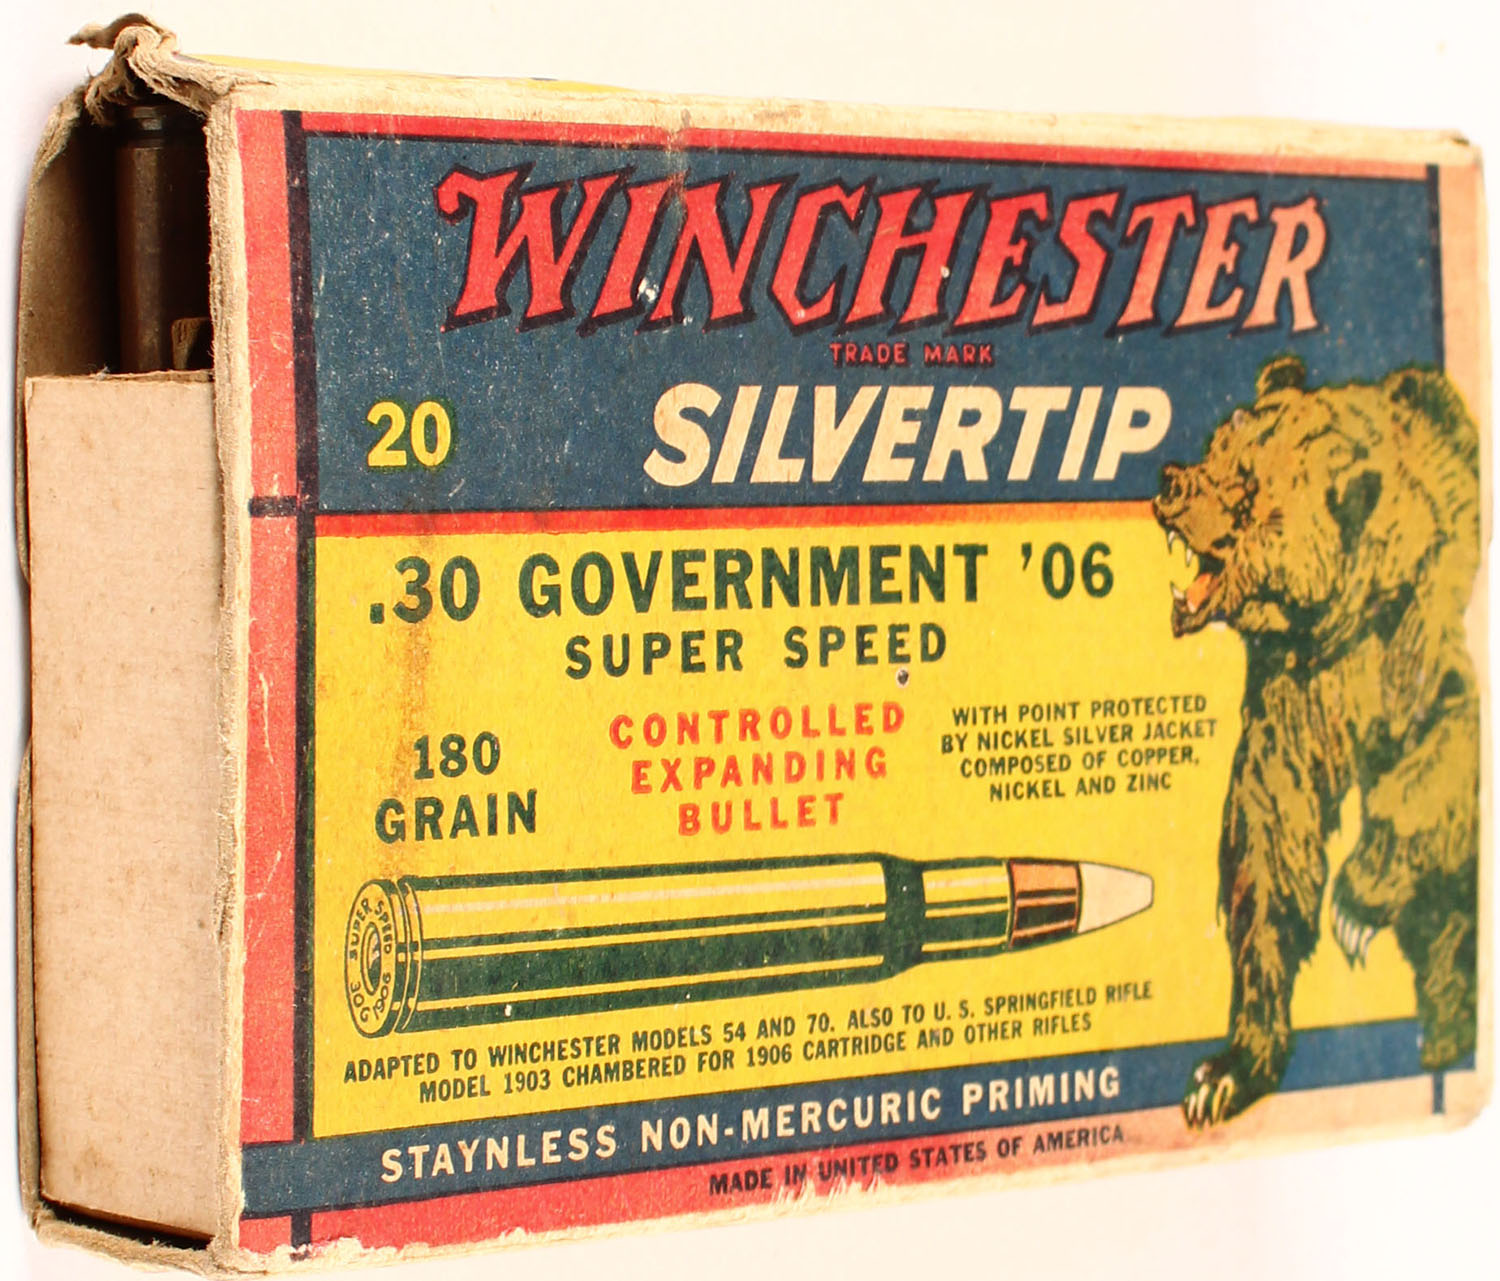 WINCHESTER
TRADE MARK
20
SILVERTIP
.30 GOVERNMENT '06
SUPER SPEED
180
GRAIN
CONTROLLED
EXPANDING
BULLET
WITH POINT PROTECTED
BY NICKEL SILVER JACKET
COMPOSED OF COPPER,
NICKEL AND ZINC
SUPER SPEED
30G 1906
ADAPTED TO WINCHESTER MODELS 54 AND 70. ALSO TO U. S. SPRINGFIELD RIFLE
MODEL 1903 CHAMBERED FOR 1906 CARTRIDGE AND OTHER RIFLES
STAYNLESS NON-MERCURIC PRIMING
MADE IN UNITED STATES OF AMERICA